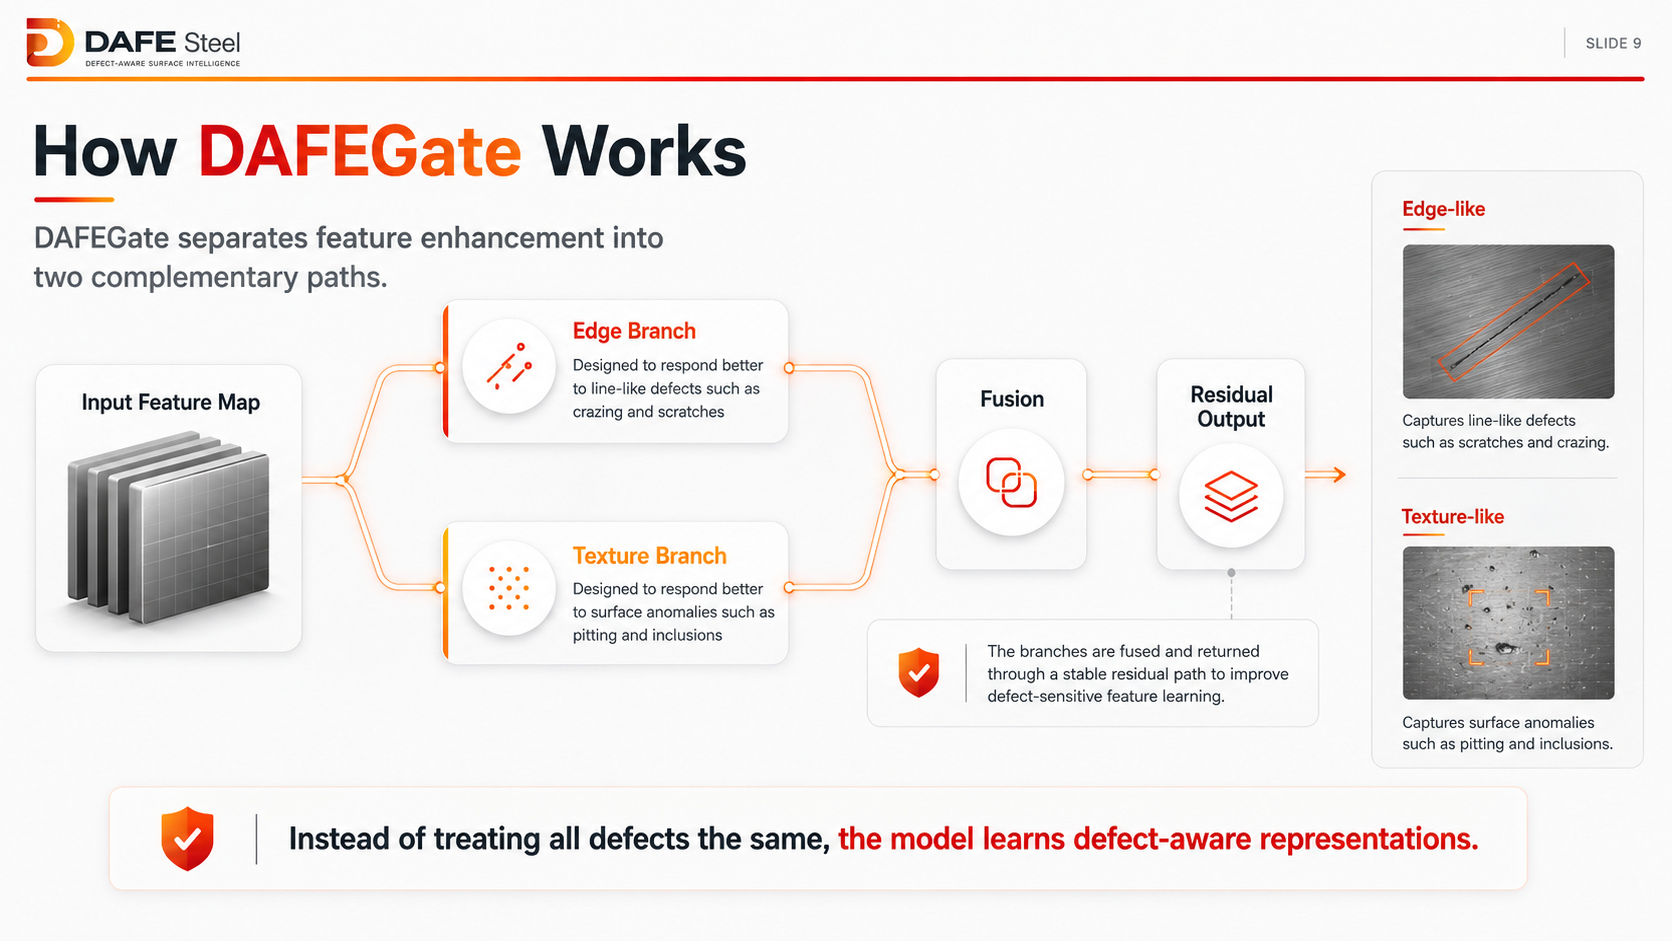 DAFE Steel
DEFECT-AWARE SURFACE INTELLIGENCE
SLIDE 9
How DAFEGate Works
DAFEGate separates feature enhancement into
two complementary paths.
Input Feature Map
Edge Branch
Designed to respond better
to line-like defects such as
crazing and scratches
Texture Branch
Designed to respond better
to surface anomalies such as
pitting and inclusions
Fusion
Residual
Output
The branches are fused and returned
through a stable residual path to improve
defect-sensitive feature learning.
Edge-like
Captures line-like defects
such as scratches and crazing.
Texture-like
Captures surface anomalies
such as pitting and inclusions.
Instead of treating all defects the same, the model learns defect-aware representations.